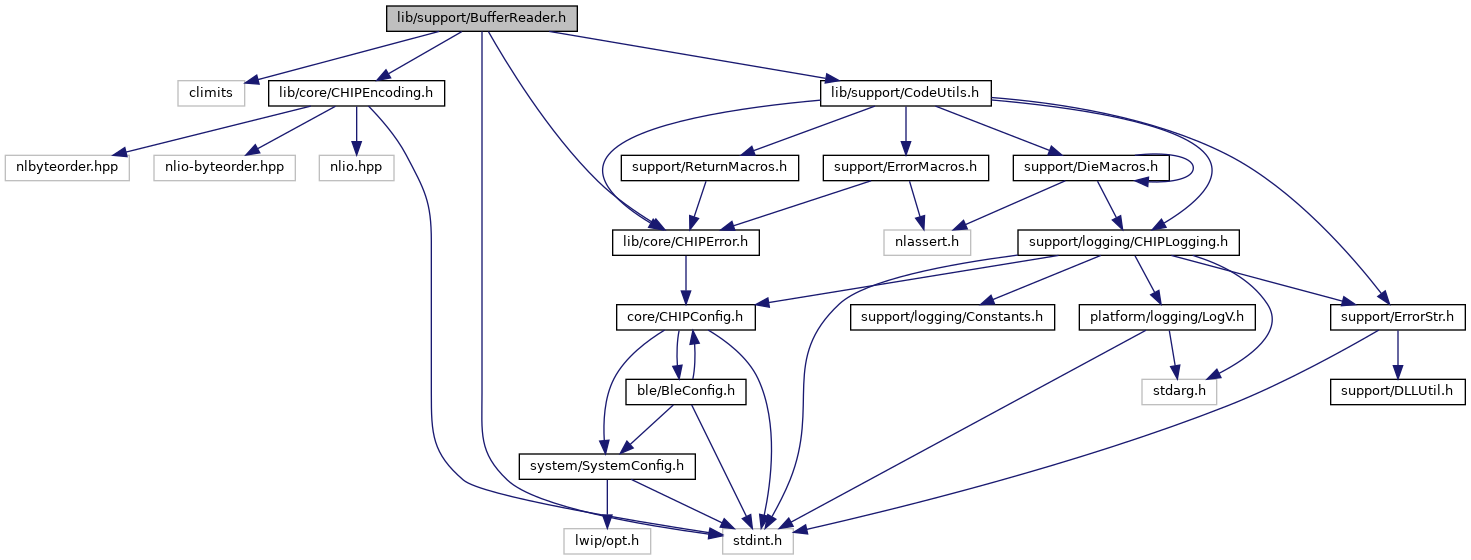 lib/support/BufferReader.h
climits
lib/core/CHIPEncoding.h
lib/support/CodeUtils.h
nlbyteorder.hpp
nlio-byteorder.hpp
nlio.hpp
support/ReturnMacros.h
support/ErrorMacros.h
support/DieMacros.h
lib/core/CHIPError.h
nlassert.h
support/logging/CHIPLogging.h
core/CHIPConfig.h
support/logging/Constants.h
platform/logging/LogV.h
support/ErrorStr.h
ble/BleConfig.h
stdarg.h
support/DLLUtil.h
system/SystemConfig.h
lwip/opt.h
stdint.h